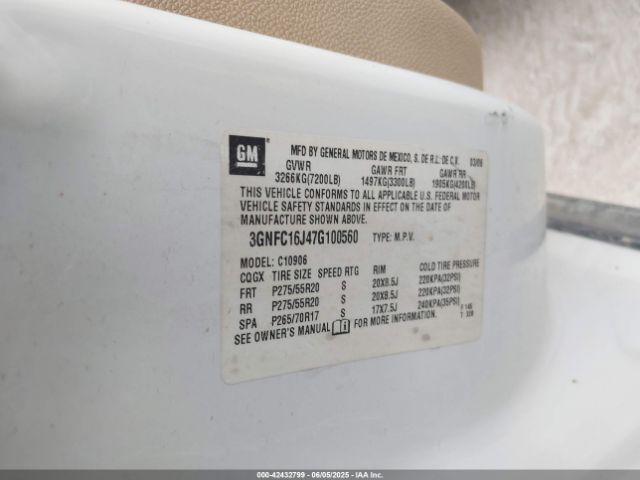 GM
MFD BY GENERAL MOTORS DE MEXICO, S. DE R.L. DE C.V. 03/06
GVWR GAWR FRT GAWR RR
3266KG(7200LB) 1497KG(3300LB) 1905KG(4200LB)
THIS VEHICLE CONFORMS TO ALL APPLICABLE U.S. FEDERAL MOTOR
VEHICLE SAFETY STANDARDS IN EFFECT ON THE DATE OF
MANUFACTURE SHOWN ABOVE.
3GNFC16J47G100560 TYPE: M.P.V.
MODEL: C10906
CQGX TIRE SIZE SPEED RTG RIM COLD TIRE PRESSURE
FRT P275/55R20 S 20X8.5J 220KPA(32PSI)
RR P275/55R20 S 20X8.5J 220KPA(32PSI)
SPA P265/70R17 S 17X7.5J 240KPA(35PSI)
SEE OWNER'S MANUAL FOR MORE INFORMATION.
000-42432799 - 06/05/2025 - IAA Inc.